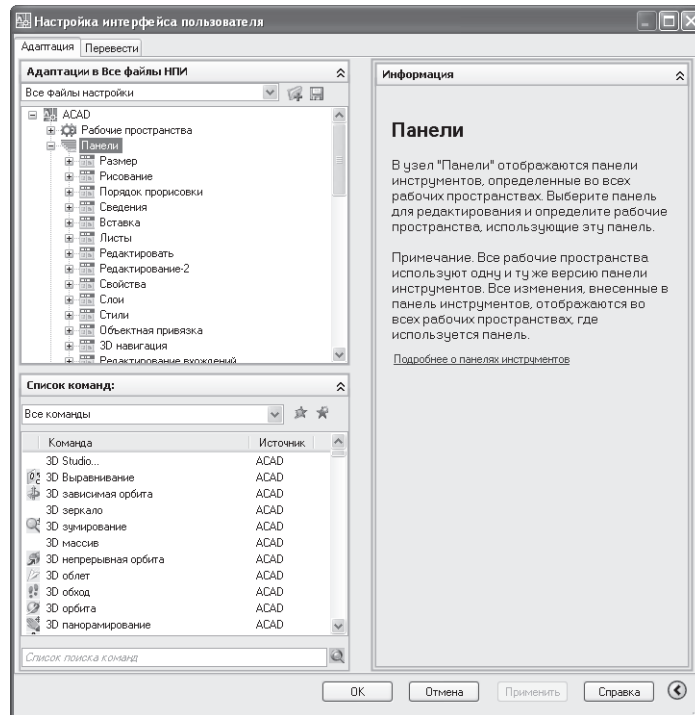 Настройка интерфейса пользователя
Адаптация Перевести
Адаптации в Все файлы НПИ
Все файлы настройки
ACAD
Рабочие пространства
Панели
Размер
Рисование
Порядок прорисовки
Сведения
Вставка
Листы
Редактировать
Редактирование-2
Свойства
Слои
Стили
Объектная привязка
3D навигация
Редактирование вхождений
Список команд:
Все команды
Команда Источник
3D Studio... ACAD
3D Выравнивание ACAD
3D зависимая орбита ACAD
3D зеркало ACAD
3D зумирование ACAD
3D массив ACAD
3D непрерывная орбита ACAD
3D облет ACAD
3D обход ACAD
3D орбита ACAD
3D панорамирование ACAD
Список поиска команд
Информация
Панели
В узел "Панели" отображаются панели
инструментов, определенные во всех
рабочих пространствах. Выберите панель
для редактирования и определите рабочие
пространства, использующие эту панель.
Примечание. Все рабочие пространства
используют одну и ту же версию панели
инструментов. Все изменения, внесенные в
панель инструментов, отображаются во
всех рабочих пространствах, где
используется панель.
Подробнее о панелях инструментов
OK Отмена Применить Справка